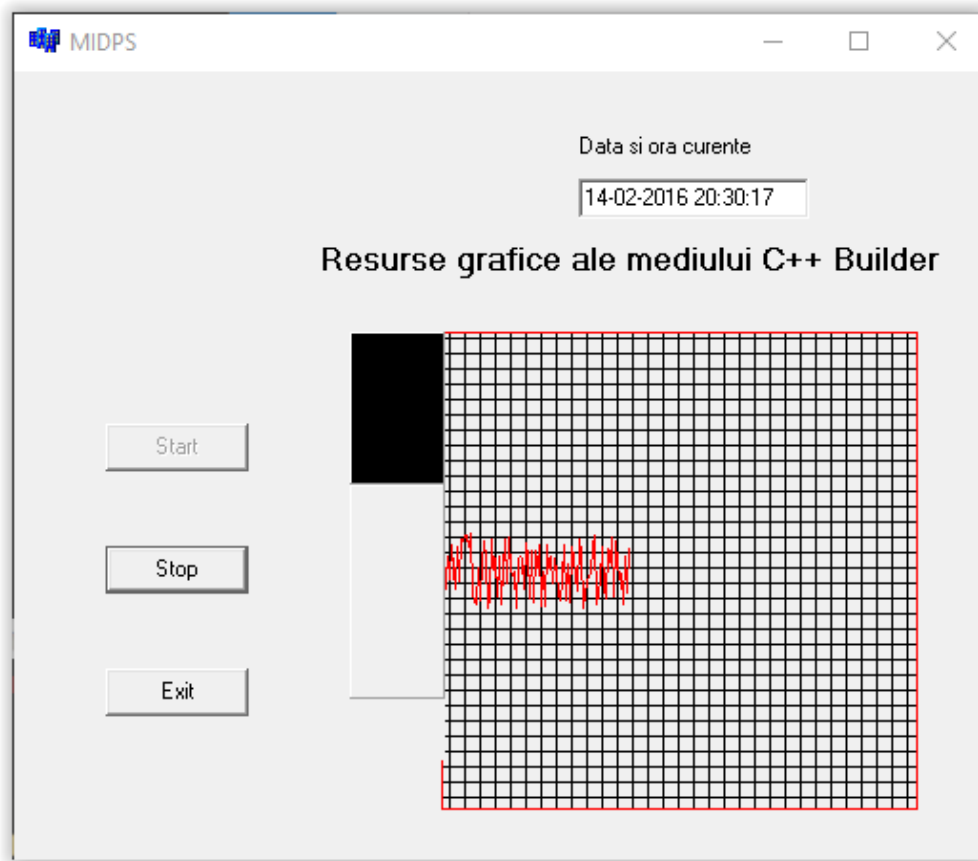 MIDPS
Data si ora curente
14-02-2016 20:30:17
Resurse grafice ale mediului C++ Builder
Start
Stop
Exit